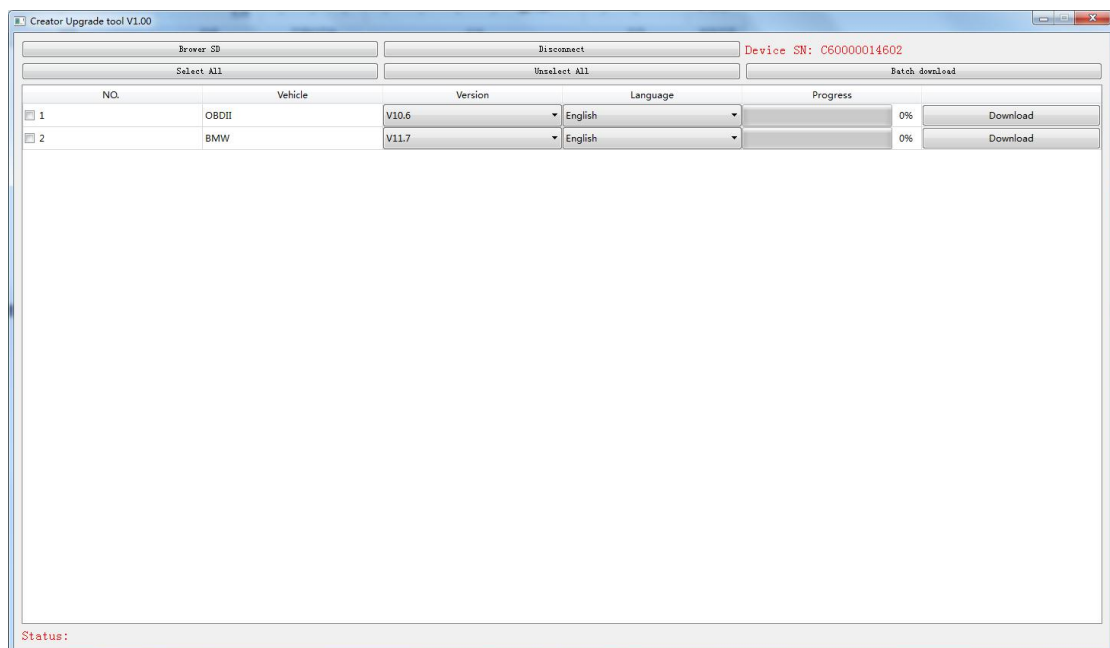 Creator Upgrade tool V1.00
Brower SD Disconnect Device SN: C60000014602
Select All Unselect All Batch download
NO. Vehicle Version Language Progress
1 OBDII V10.6 English 0% Download
2 BMW V11.7 English 0% Download
Status: